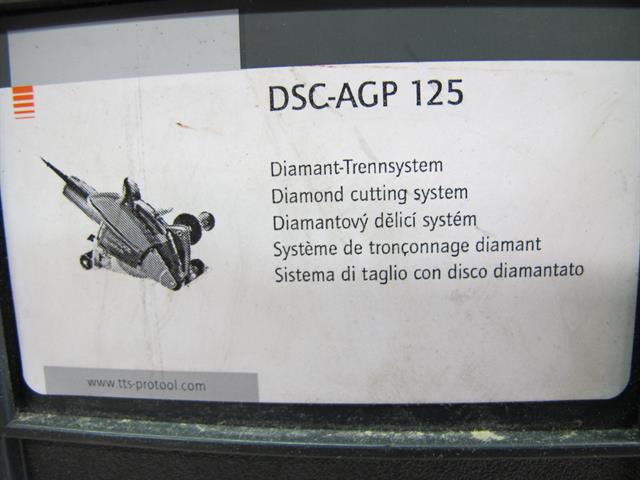 DSC-AGP 125
Diamant-Trennsystem
Diamond cutting system
Diamantový dělicí systém
Système de tronçonnage diamant
Sistema di taglio con disco diamantato
www.tts-protool.com